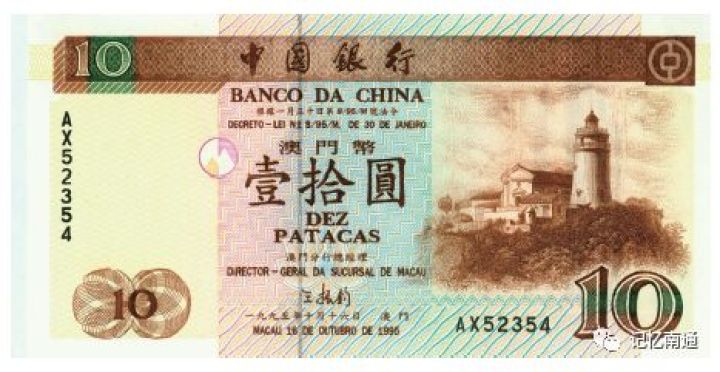 10
中國銀行
BANCO DA CHINA
DECRETO-LEI Nº 8/95/M, DE 30 DE JANEIRO
澳門幣
壹拾圓
DEZ
PATACAS
澳門分行總經理
DIRECTOR-GERAL DA SUCURSAL DE MACAU
王振鈞
一九九五年十月十六日 澳門
MACAU 16 DE OUTUBRO DE 1995
AX52354
10
AX52354
10
记忆南通